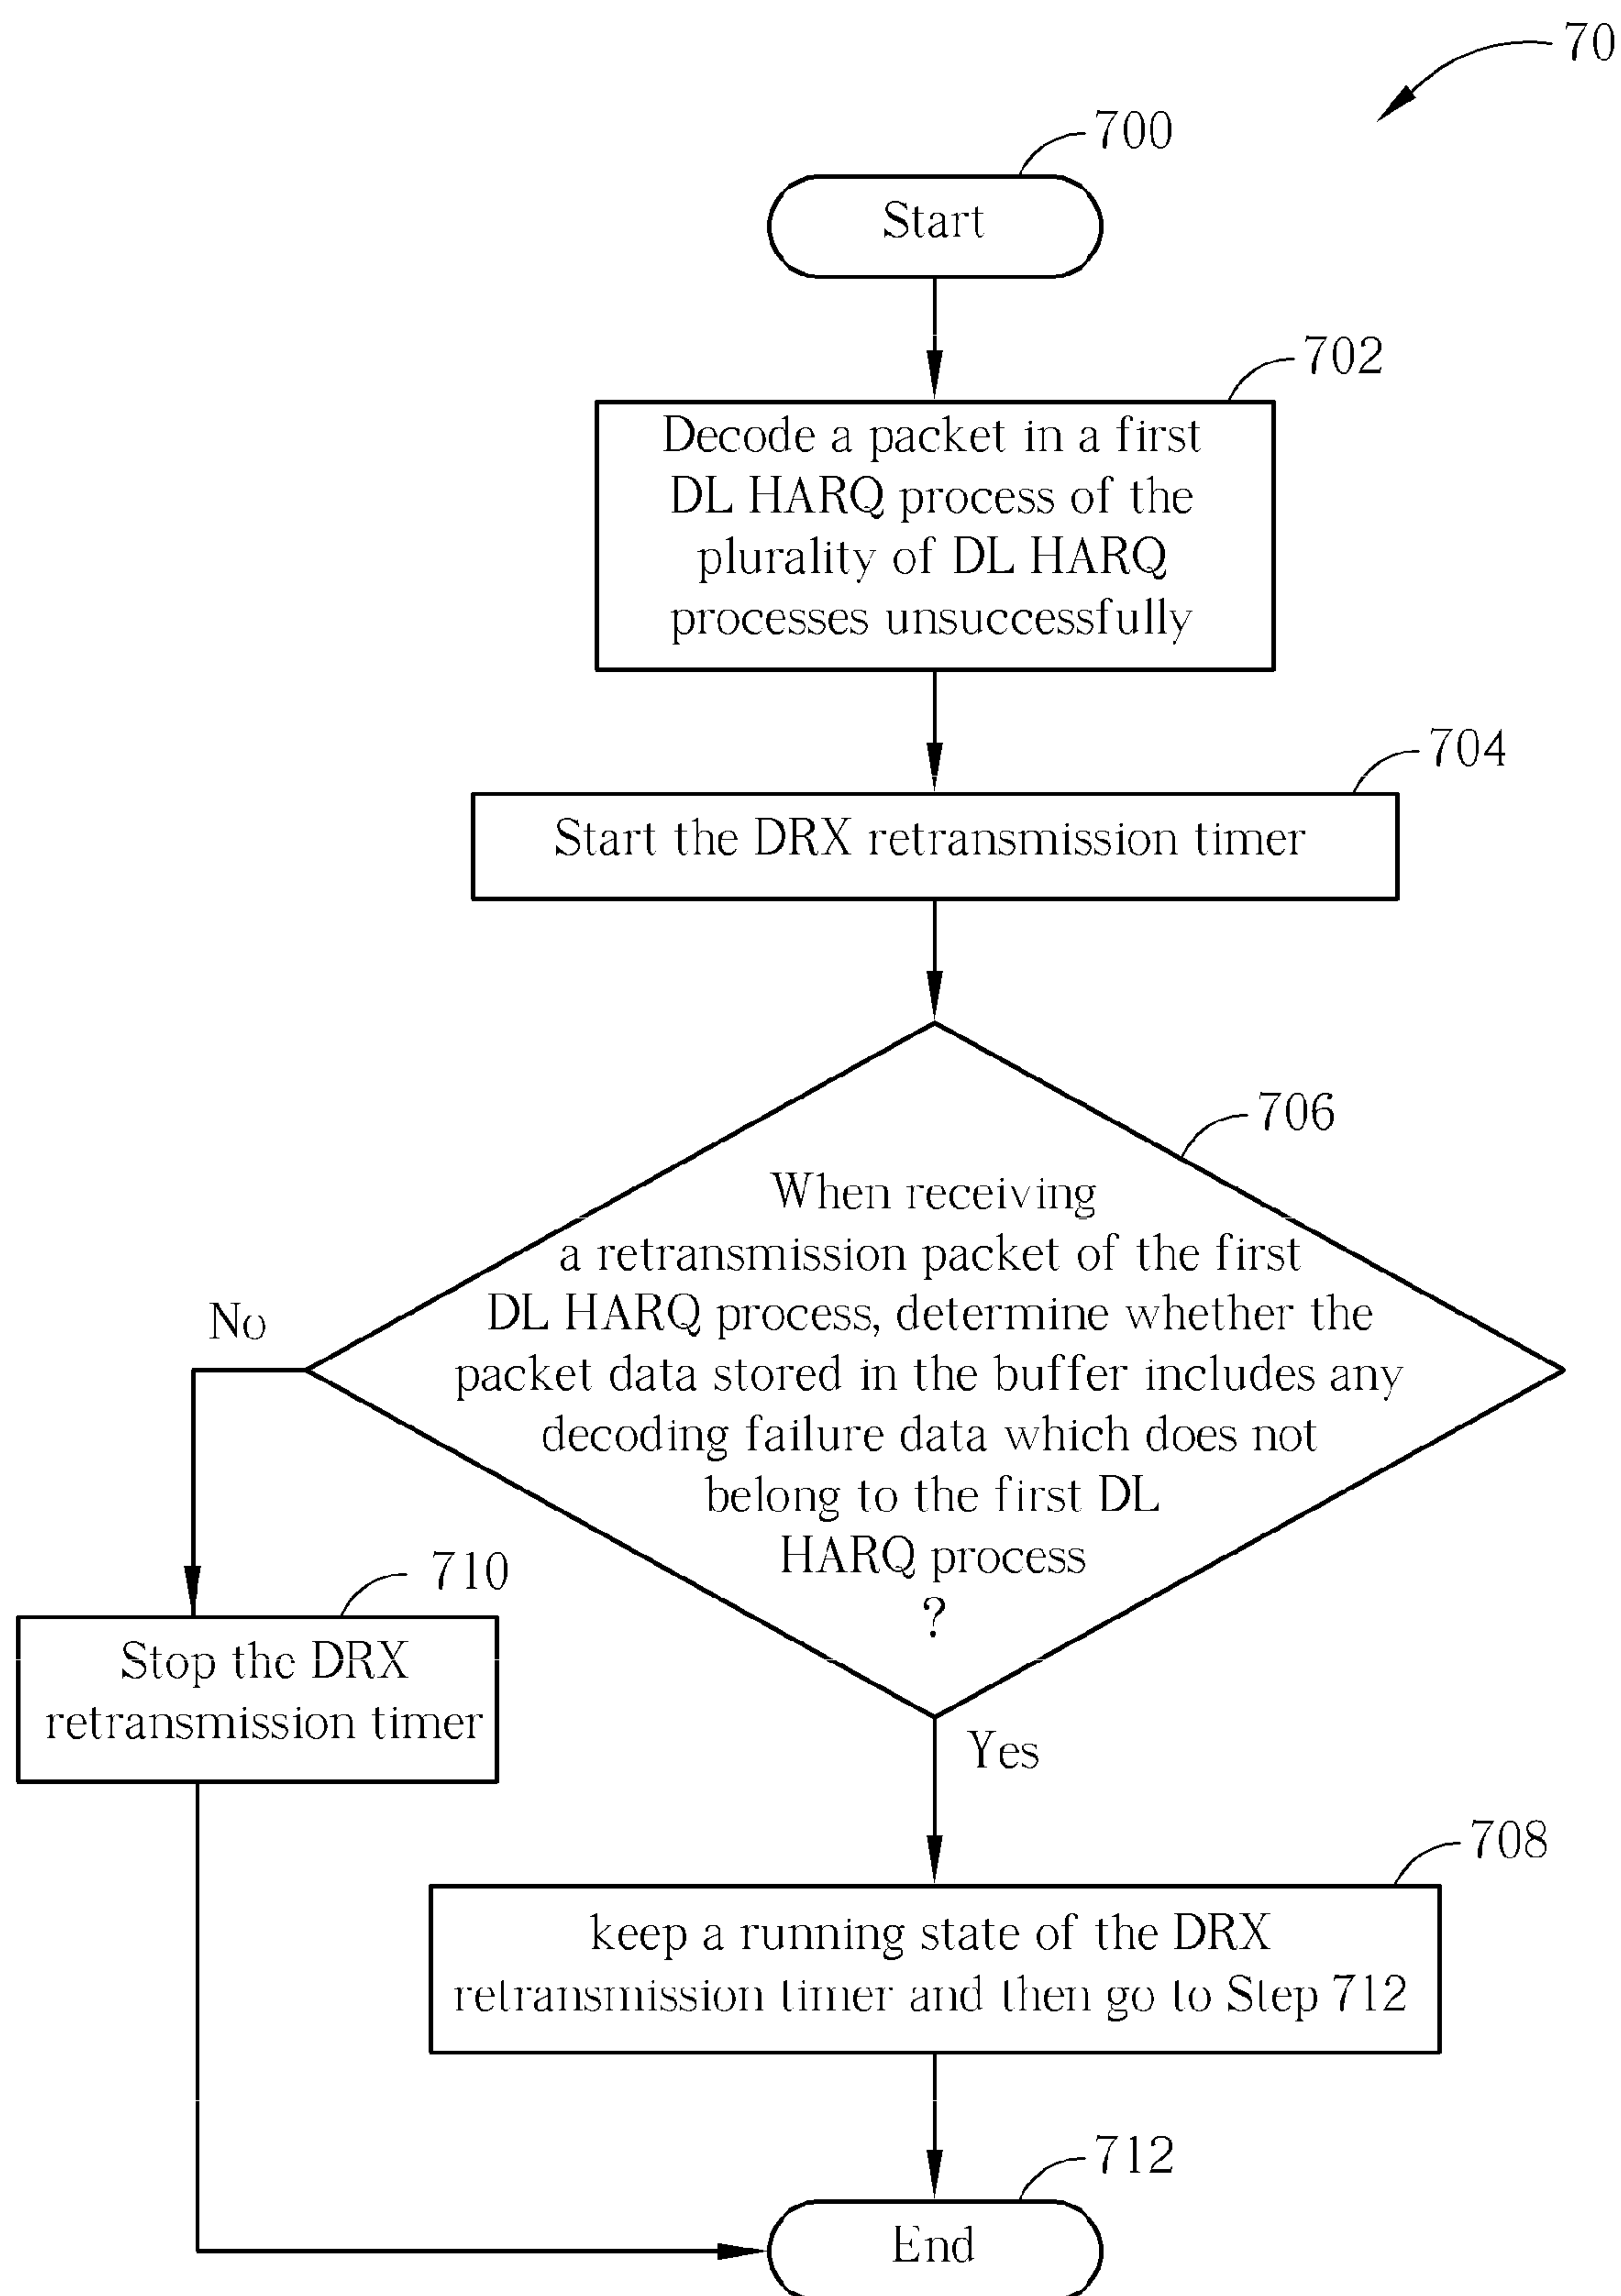 70
700
Start
702
Decode a packet in a first
DL HARQ process of the
plurality of DL HARQ
processes unsuccessfully
704
Start the DRX retransmission timer
706
When receiving
a retransmission packet of the first
DL HARQ process, determine whether the
packet data stored in the buffer includes any
decoding failure data which does not
belong to the first DL
HARQ process
?
No
710
Stop the DRX
retransmission timer
Yes
708
keep a running state of the DRX
retransmission timer and then go to Step 712
712
End